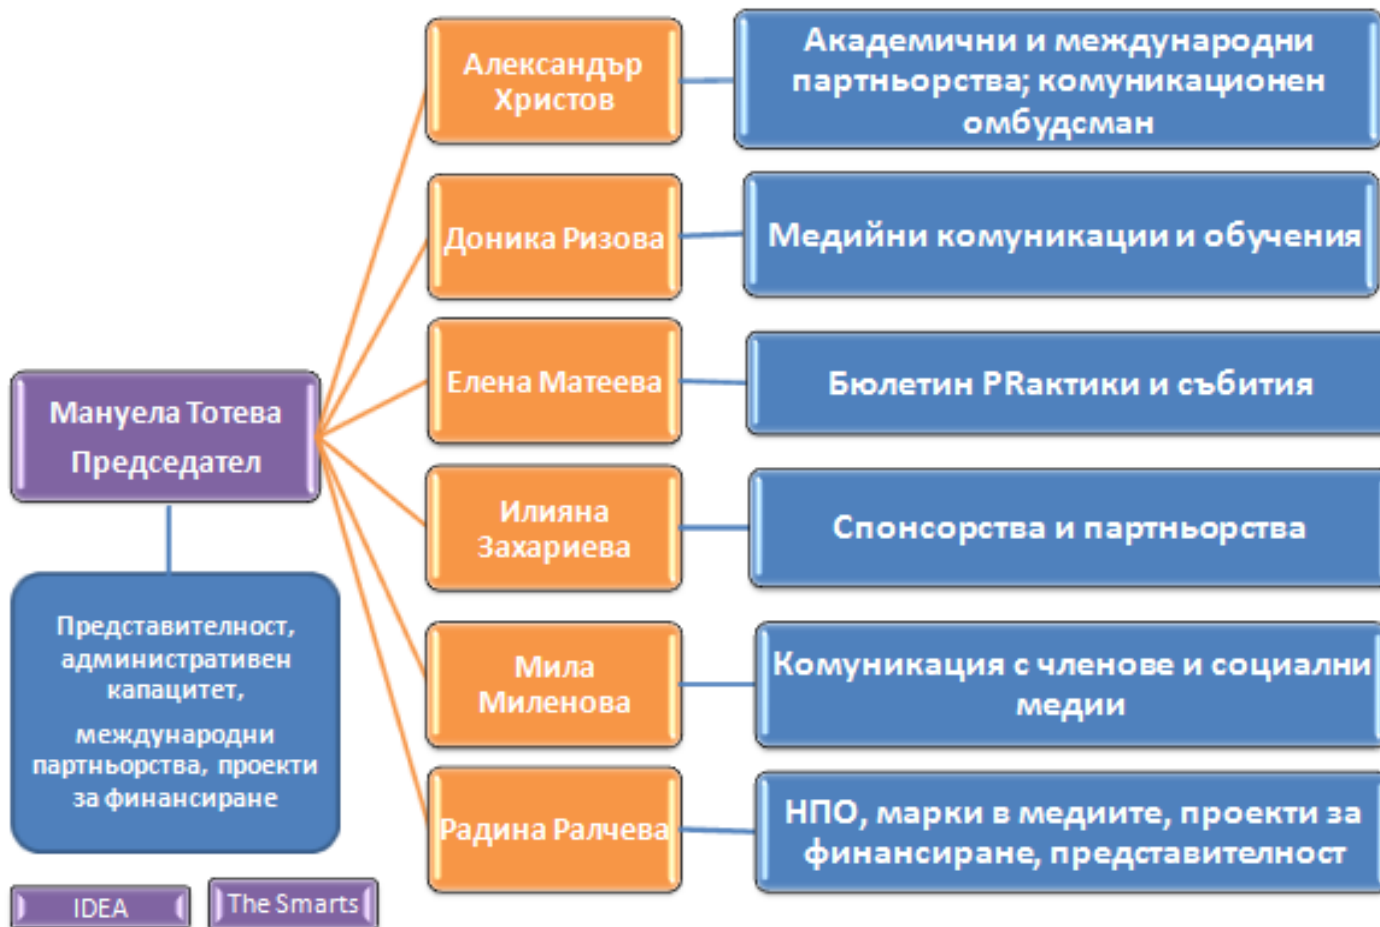 Александър
Христов
Академични и международни
партньорства; комуникационен
омбудсман
Доника Ризова
Медийни комуникации и обучения
Елена Матеева
Бюлетин PRактики и събития
Мануела Тотева
Председател
Илияна
Захариева
Спонсорства и партньорства
Представителност,
административен
капацитет,
международни
партньорства, проекти
за финансиране
Мила
Миленова
Комуникация с членове и социални
медии
Радина Ралчева
НПО, марки в медиите, проекти за
финансиране, представителност
IDEA
The Smarts